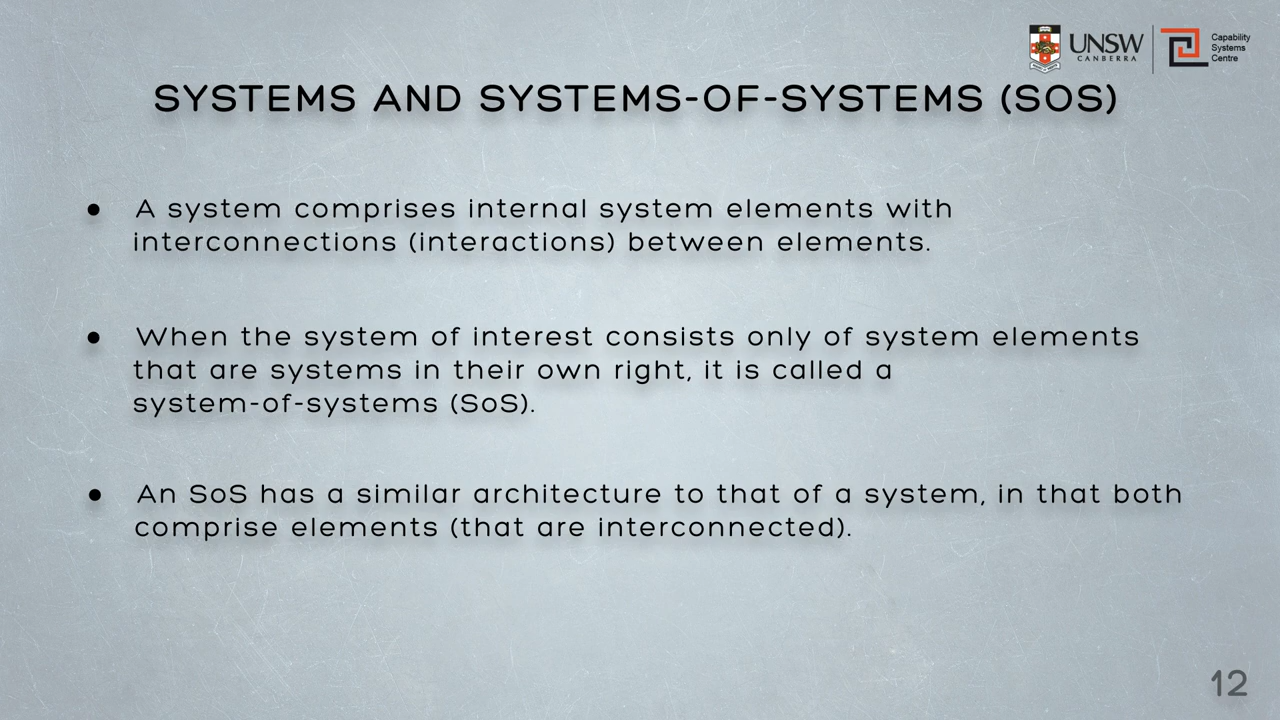 UNSW
CANBERRA
Capability
Systems
Centre
SYSTEMS AND SYSTEMS-OF-SYSTEMS (SOS)
● A system comprises internal system elements with
interconnections (interactions) between elements.
● When the system of interest consists only of system elements
that are systems in their own right, it is called a
system-of-systems (SoS).
● An SoS has a similar architecture to that of a system, in that both
comprise elements (that are interconnected).
12